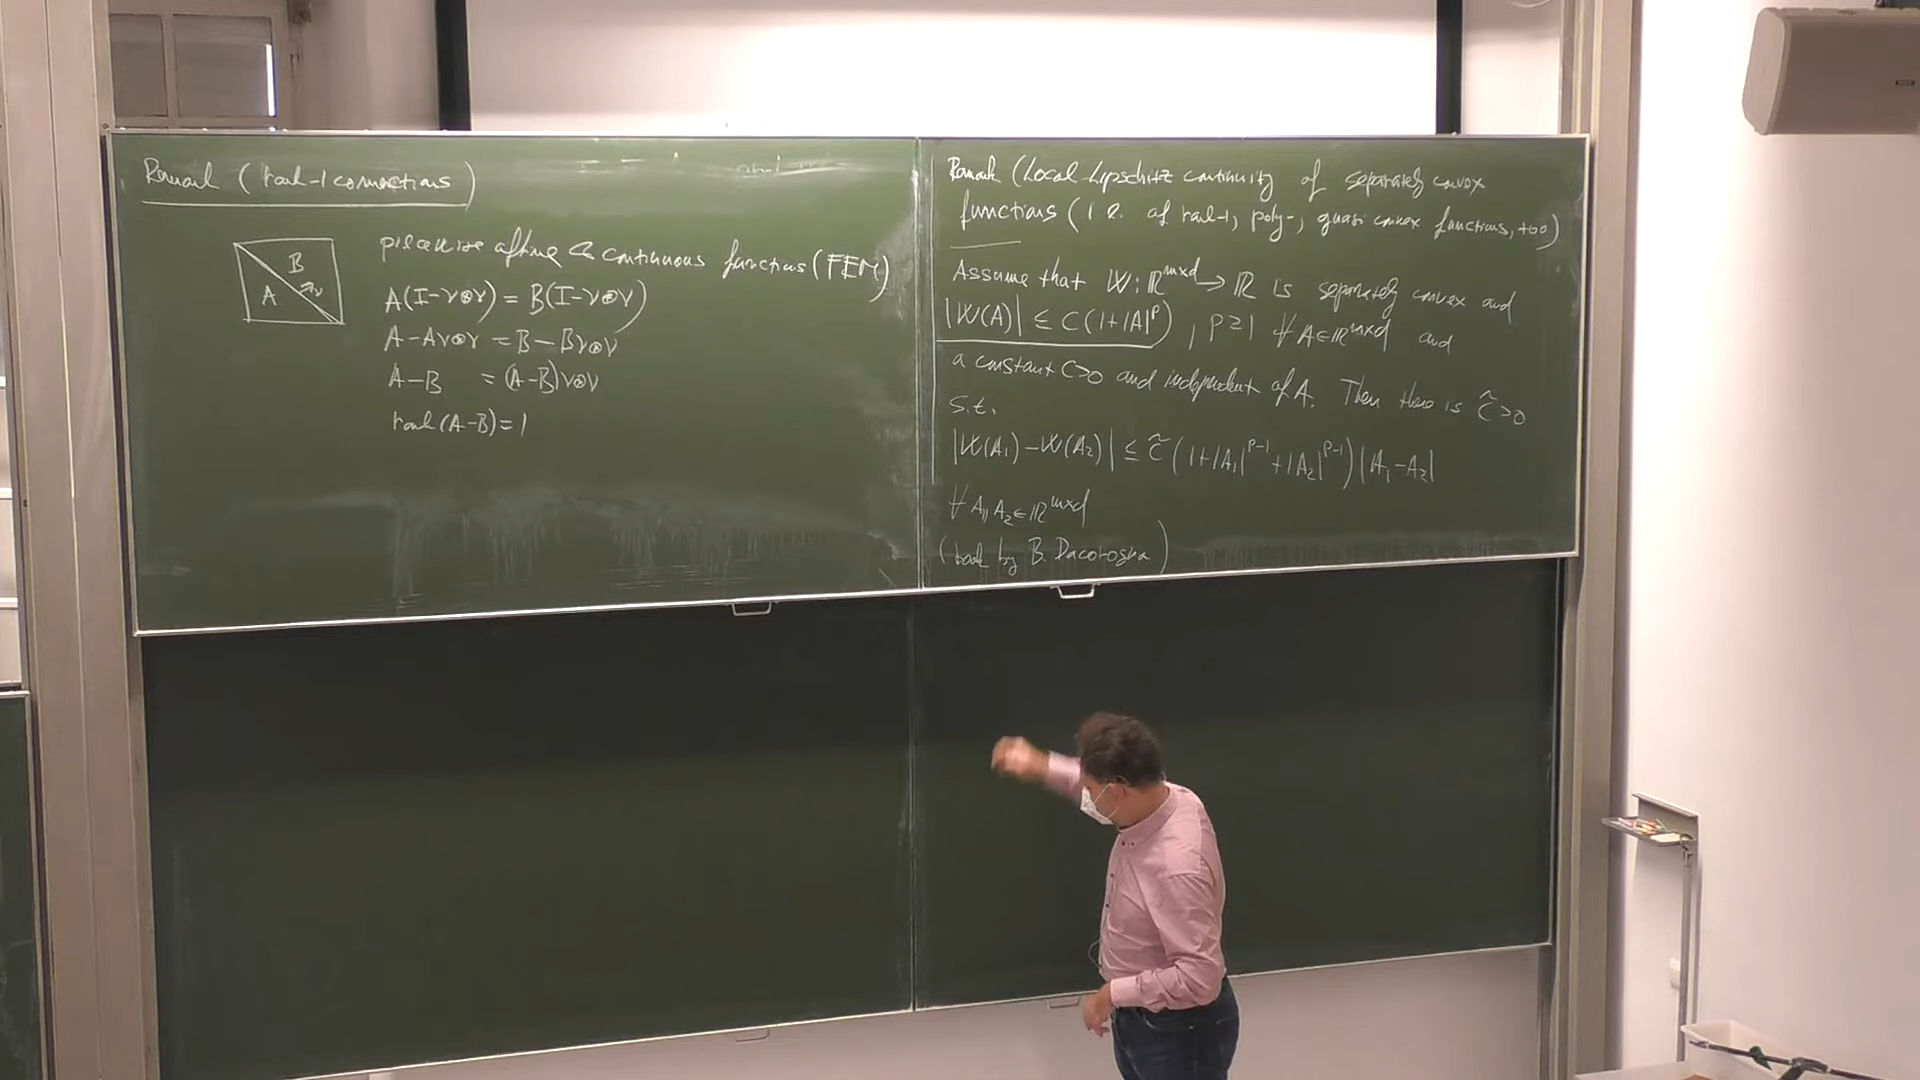 Remark (rank-1 connections)
B
A
ν
piecewise affine & continuous functions (FEM)
A(I-ν⊗ν) = B(I-ν⊗ν)
A-Aν⊗ν = B-Bν⊗ν
A-B = (A-B)ν⊗ν
rank(A-B)=1
Remark (Local Lipschitz continuity of separately convex
functions (i.e. of rank-1, poly-, quasi convex functions, too)
Assume that W: ℝ^{m×d} → ℝ is separately convex and
|W(A)| ≤ C(1+|A|^p), p≥1 ∀ A∈ℝ^{m×d} and
a constant C>0 and independent of A. Then there is C̃>0
s.t.
|W(A₁)-W(A₂)| ≤ C̃(1+|A₁|^{p-1}+|A₂|^{p-1})|A₁-A₂|
∀ A₁, A₂∈ℝ^{m×d}
(book by B. Dacorogna)